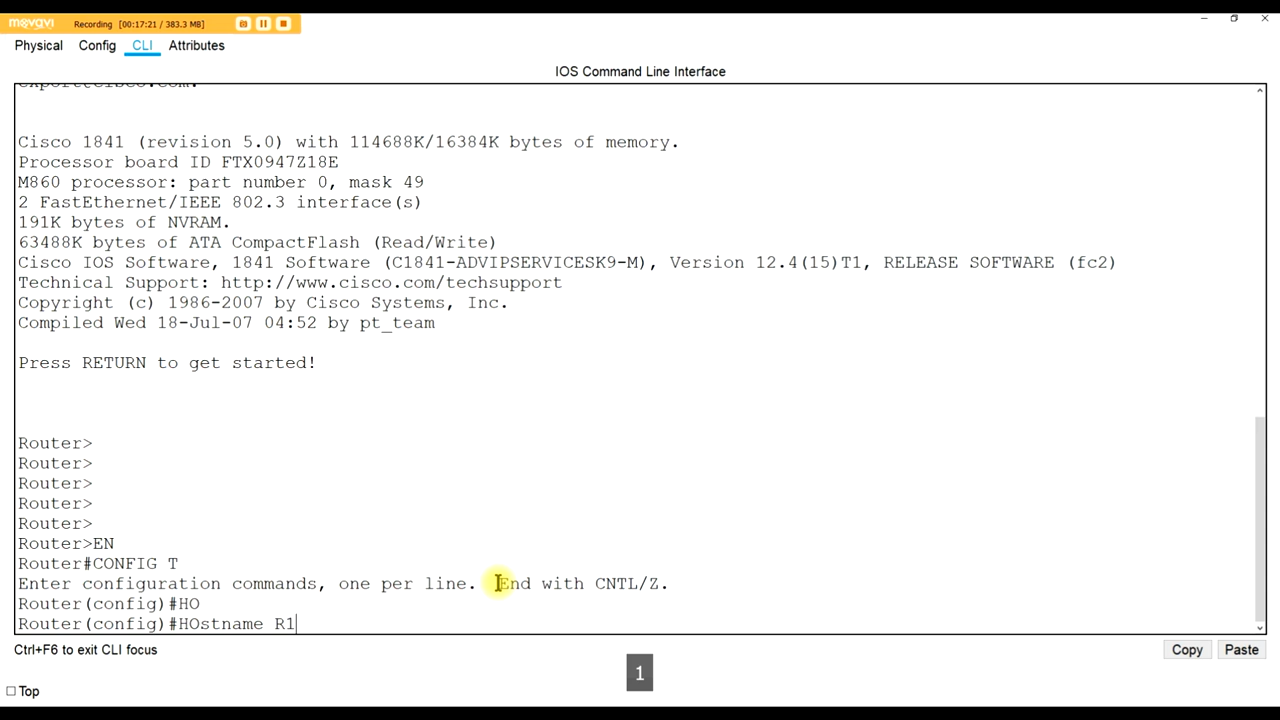 movavi
Recording [00:17:21 / 383.3 MB]
Physical Config CLI Attributes
IOS Command Line Interface
export@cisco.com.
Cisco 1841 (revision 5.0) with 114688K/16384K bytes of memory.
Processor board ID FTX0947Z18E
M860 processor: part number 0, mask 49
2 FastEthernet/IEEE 802.3 interface(s)
191K bytes of NVRAM.
63488K bytes of ATA CompactFlash (Read/Write)
Cisco IOS Software, 1841 Software (C1841-ADVIPSERVICESK9-M), Version 12.4(15)T1, RELEASE SOFTWARE (fc2)
Technical Support: http://www.cisco.com/techsupport
Copyright (c) 1986-2007 by Cisco Systems, Inc.
Compiled Wed 18-Jul-07 04:52 by pt_team
Press RETURN to get started!
Router>
Router>
Router>
Router>
Router>
Router>EN
Router#CONFIG T
Enter configuration commands, one per line. End with CNTL/Z.
Router(config)#HO
Router(config)#HOstname R1
Ctrl+F6 to exit CLI focus
Copy Paste
1
Top